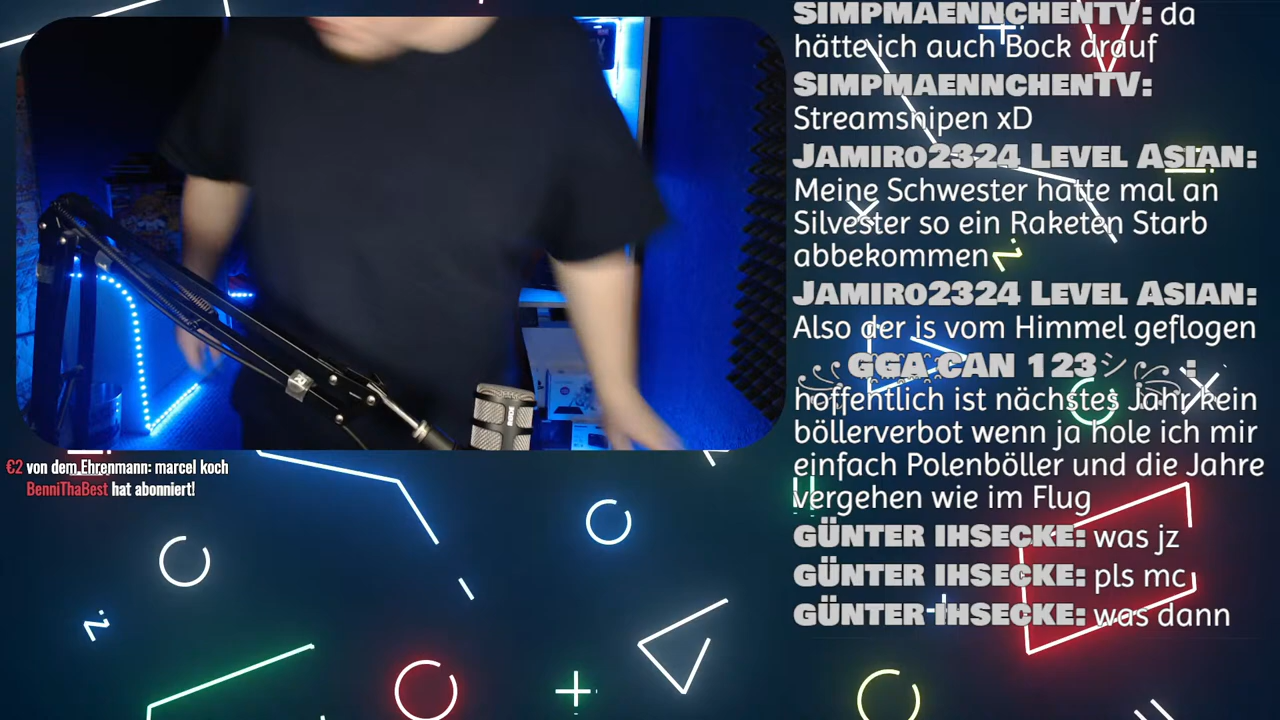 SIMPMAENNCHENTV: da
hätte ich auch Bock drauf
SIMPMAENNCHENTV:
Streamsnipen xD
JAMIRO2324 LEVEL ASIAN:
Meine Schwester hatte mal an
Silvester so ein Raketen Starb
abbekommen
JAMIRO2324 LEVEL ASIAN:
Also der is vom Himmel geflogen
GGA CAN 123シ :
hoffentlich ist nächstes Jahr kein
böllerverbot wenn ja hole ich mir
einfach Polenböller und die Jahre
vergehen wie im Flug
GÜNTER IHSECKE: was jz
GÜNTER IHSECKE: pls mc
GÜNTER IHSECKE: was dann
€2 von dem Ehrenmann: marcel koch
BenniThaBest hat abonniert!